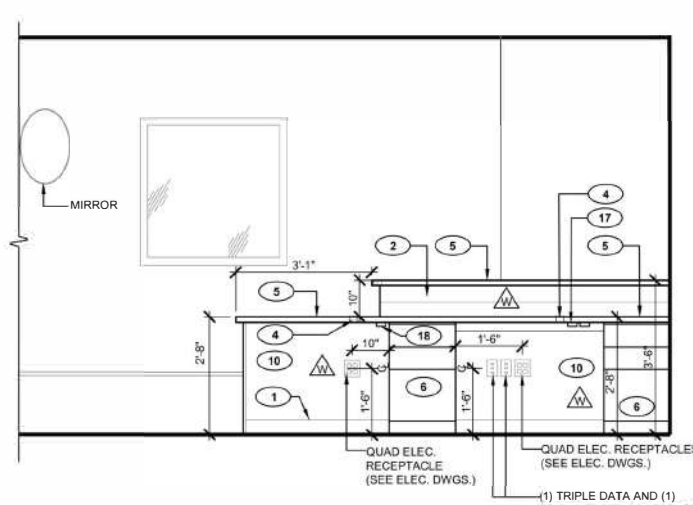 MIRROR
4
17
2
5
5
3'-1"
W
5
10"
4
18
1'-6"
10"
2'-8"
10
W
10
3'-6"
6
W
2'-8"
6
1
1'-6"
1'-6"
QUAD ELEC.
RECEPTACLE
(SEE ELEC. DWGS.)
QUAD ELEC. RECEPTACLES
(SEE ELEC. DWGS.)
(1) TRIPLE DATA AND (1)